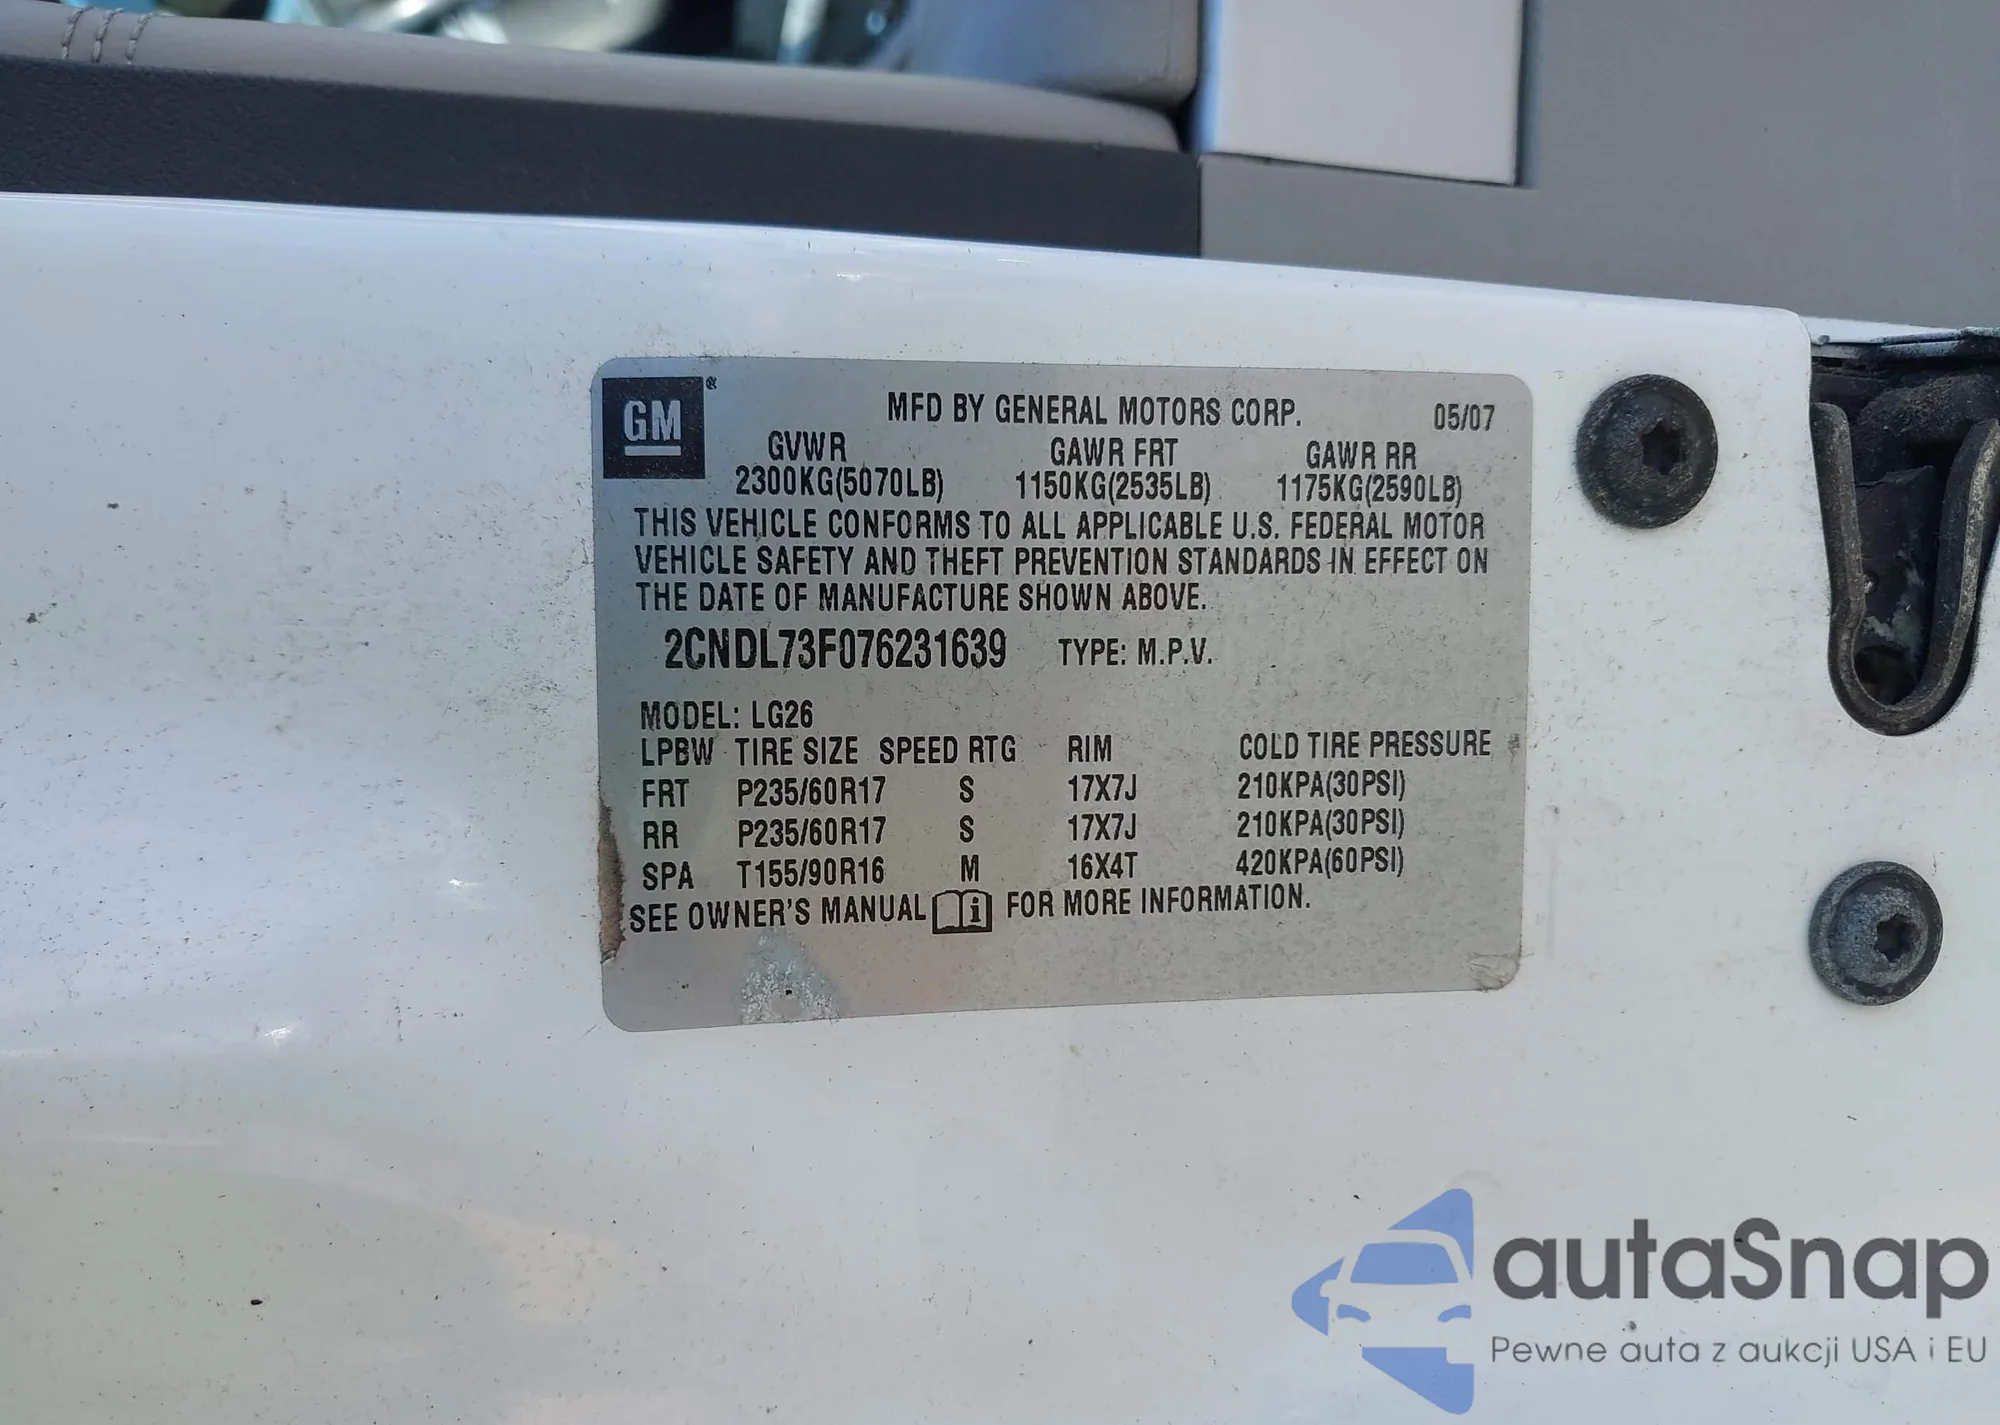 GM®
MFD BY GENERAL MOTORS CORP. 05/07
GVWR GAWR FRT GAWR RR
2300KG(5070LB) 1150KG(2535LB) 1175KG(2590LB)
THIS VEHICLE CONFORMS TO ALL APPLICABLE U.S. FEDERAL MOTOR
VEHICLE SAFETY AND THEFT PREVENTION STANDARDS IN EFFECT ON
THE DATE OF MANUFACTURE SHOWN ABOVE.
2CNDL73F076231639 TYPE: M.P.V.
MODEL: LG26
LPBW TIRE SIZE SPEED RTG RIM COLD TIRE PRESSURE
FRT P235/60R17 S 17X7J 210KPA(30PSI)
RR P235/60R17 S 17X7J 210KPA(30PSI)
SPA T155/90R16 M 16X4T 420KPA(60PSI)
SEE OWNER'S MANUAL i FOR MORE INFORMATION.
autaSnap
Pewne auta z aukcji USA i EU